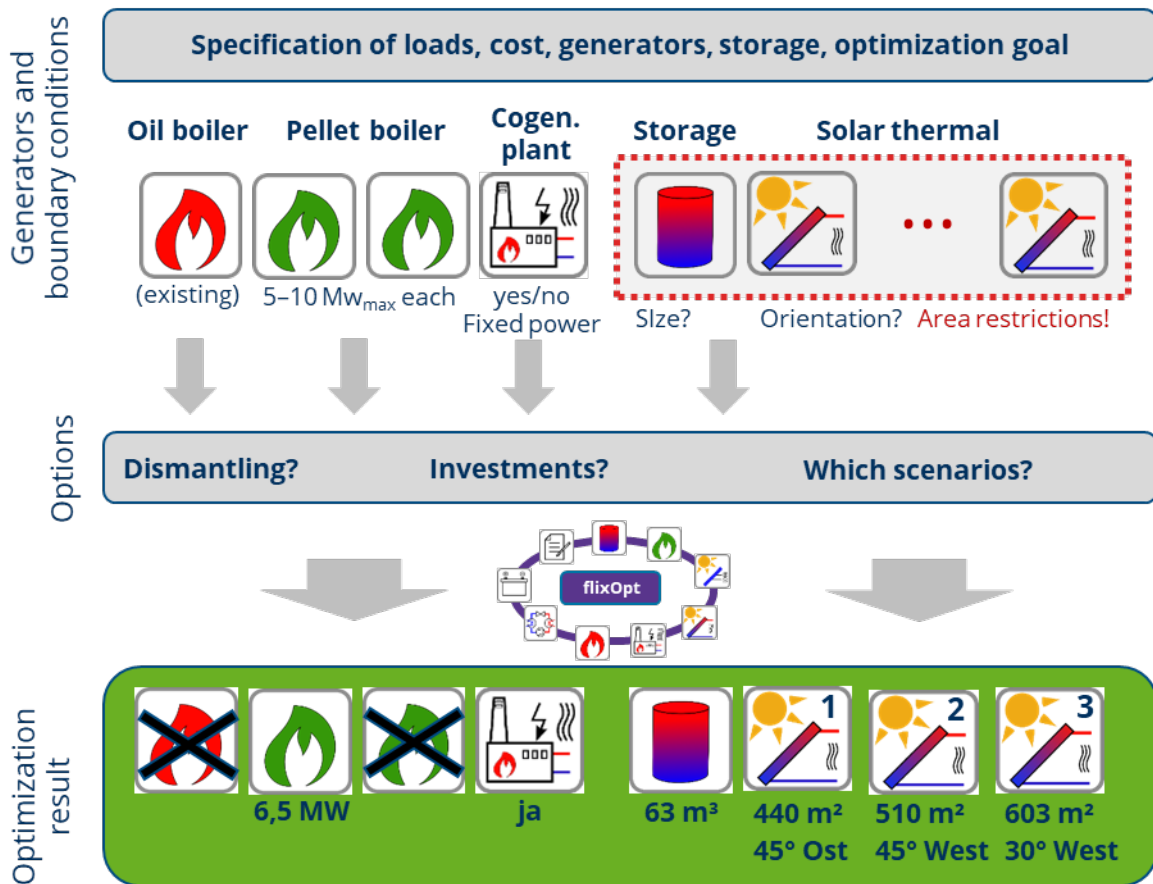 Generators and
boundary conditions
Specification of loads, cost, generators, storage, optimization goal
Oil boiler
Pellet boiler
Cogen.
plant
Storage
Solar thermal
...
(existing)
5–10 Mwmax each
yes/no
Fixed power
SIze?
Orientation?
Area restrictions!
Options
Dismantling?
Investments?
Which scenarios?
flixOpt
Optimization
result
1
2
3
6,5 MW
ja
63 m³
440 m²
45° Ost
510 m²
45° West
603 m²
30° West